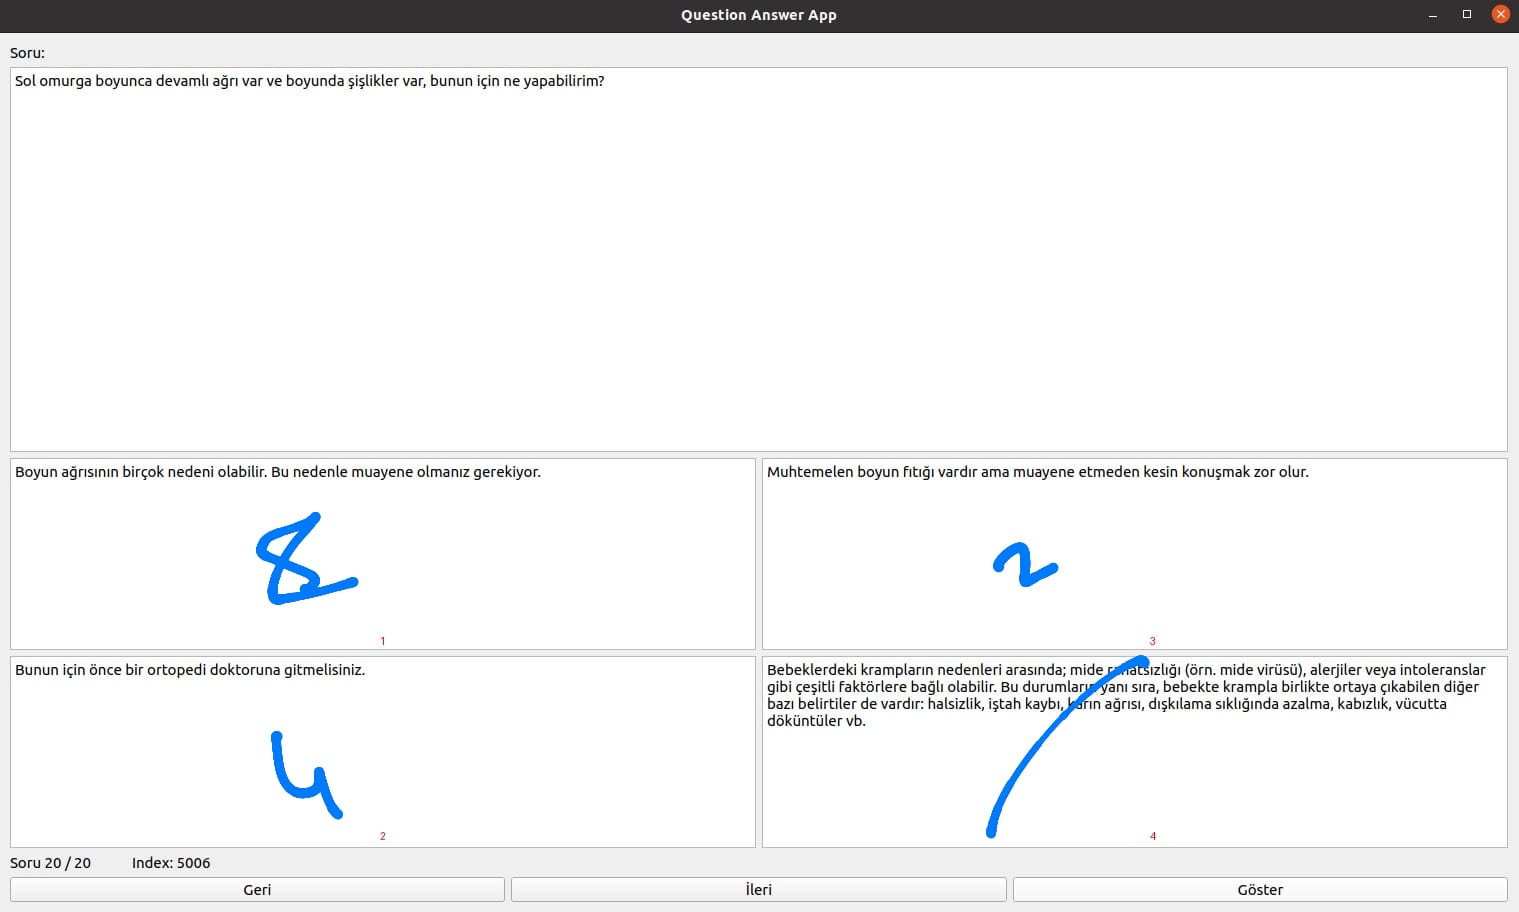 Question Answer App
Soru:
Sol omurga boyunca devamlı ağrı var ve boyunda şişlikler var, bunun için ne yapabilirim?
Boyun ağrısının birçok nedeni olabilir. Bu nedenle muayene olmanız gerekiyor.
8
1
Muhtemelen boyun fıtığı vardır ama muayene etmeden kesin konuşmak zor olur.
2
3
Bunun için önce bir ortopedi doktoruna gitmelisiniz.
4
2
Bebeklerdeki krampların nedenleri arasında; mide rahatsızlığı (örn. mide virüsü), alerjiler veya intoleranslar
gibi çeşitli faktörlere bağlı olabilir. Bu durumların yanı sıra, bebekte krampla birlikte ortaya çıkabilen diğer
bazı belirtiler de vardır: halsizlik, iştah kaybı, karın ağrısı, dışkılama sıklığında azalma, kabızlık, vücutta
döküntüler vb.
4
Soru 20 / 20 Index: 5006
Geri İleri Göster